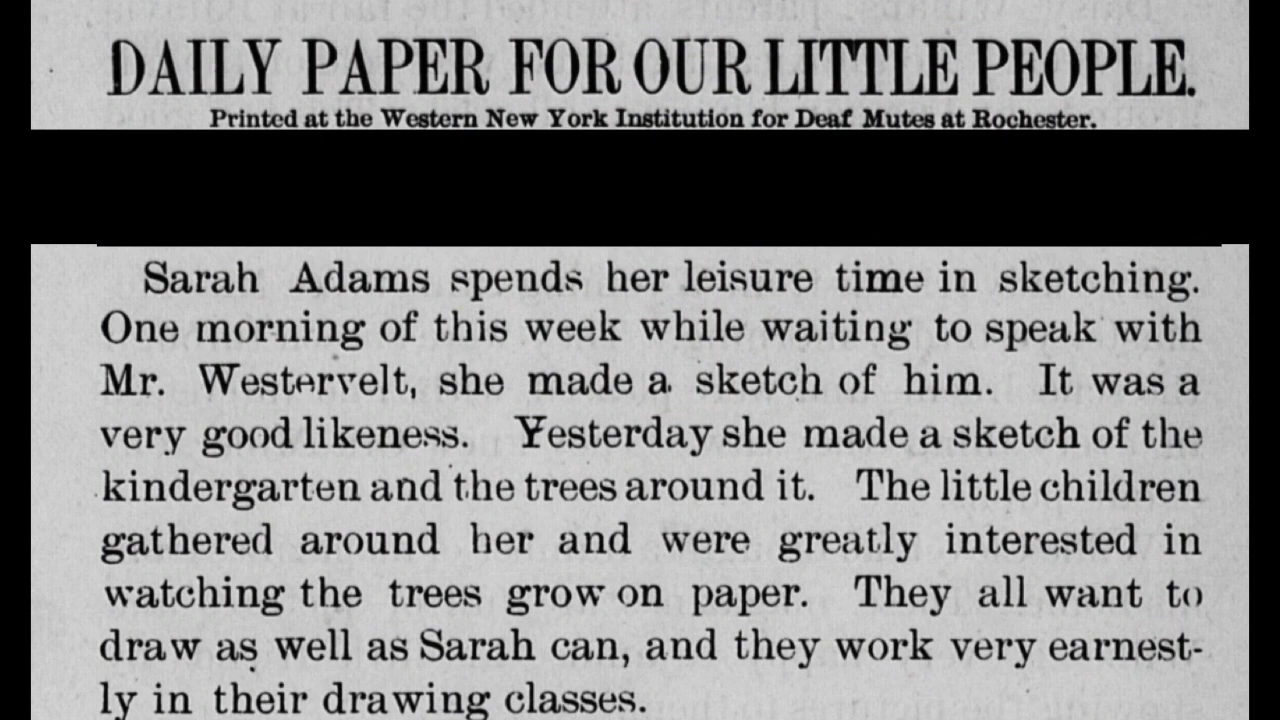 DAILY PAPER FOR OUR LITTLE PEOPLE.
Printed at the Western New York Institution for Deaf Mutes at Rochester.
Sarah Adams spends her leisure time in sketching.
One morning of this week while waiting to speak with
Mr. Westervelt, she made a sketch of him. It was a
very good likeness. Yesterday she made a sketch of the
kindergarten and the trees around it. The little children
gathered around her and were greatly interested in
watching the trees grow on paper. They all want to
draw as well as Sarah can, and they work very earnest-
ly in their drawing classes.